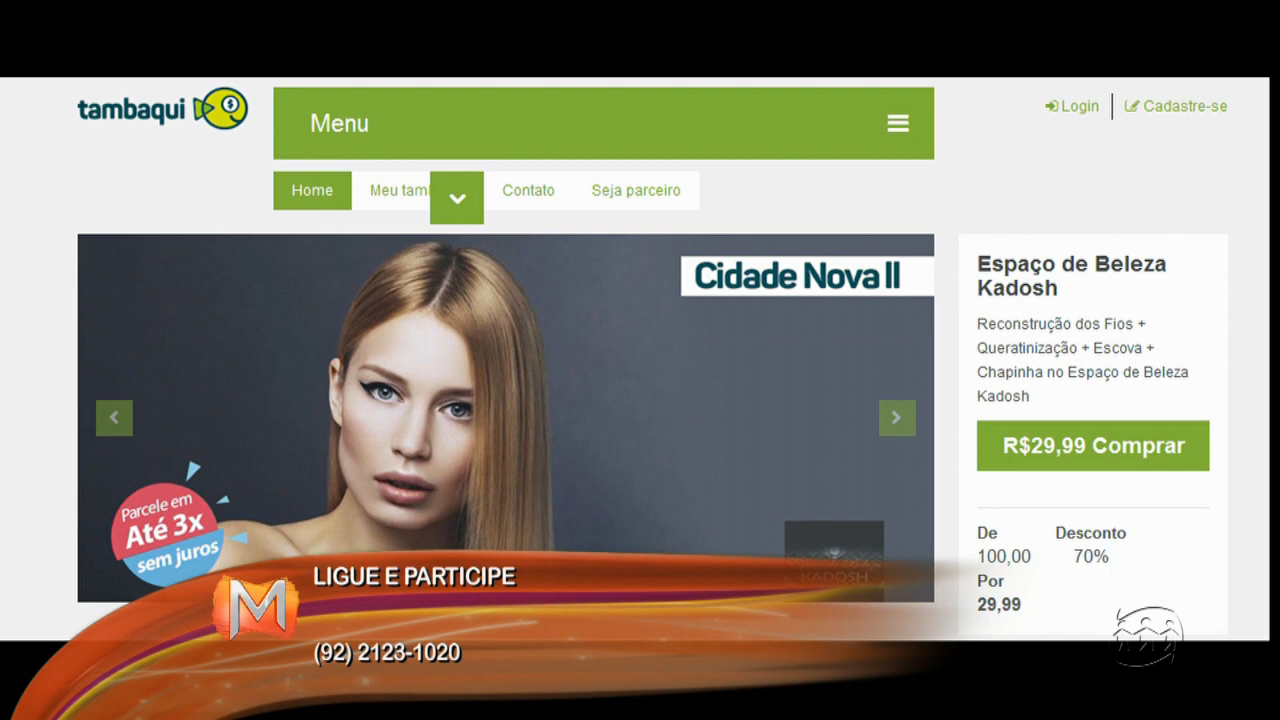 tambaqui
Menu
Login
Cadastre-se
Home
Meu tam
Contato
Seja parceiro
Cidade Nova II
Espaço de Beleza
Kadosh
Reconstrução dos Fios +
Queratinização + Escova +
Chapinha no Espaço de Beleza
Kadosh
R$29,99 Comprar
De
Desconto
100,00
70%
Por
29,99
Parcele em
Até 3x
sem juros
KADOSH
M
LIGUE E PARTICIPE
(92) 2123-1020